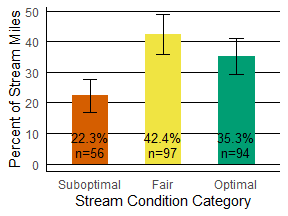 50
40
30
20
10
0
Percent of Stream Miles
22.3%
n=56
42.4%
n=97
35.3%
n=94
Suboptimal
Fair
Optimal
Stream Condition Category